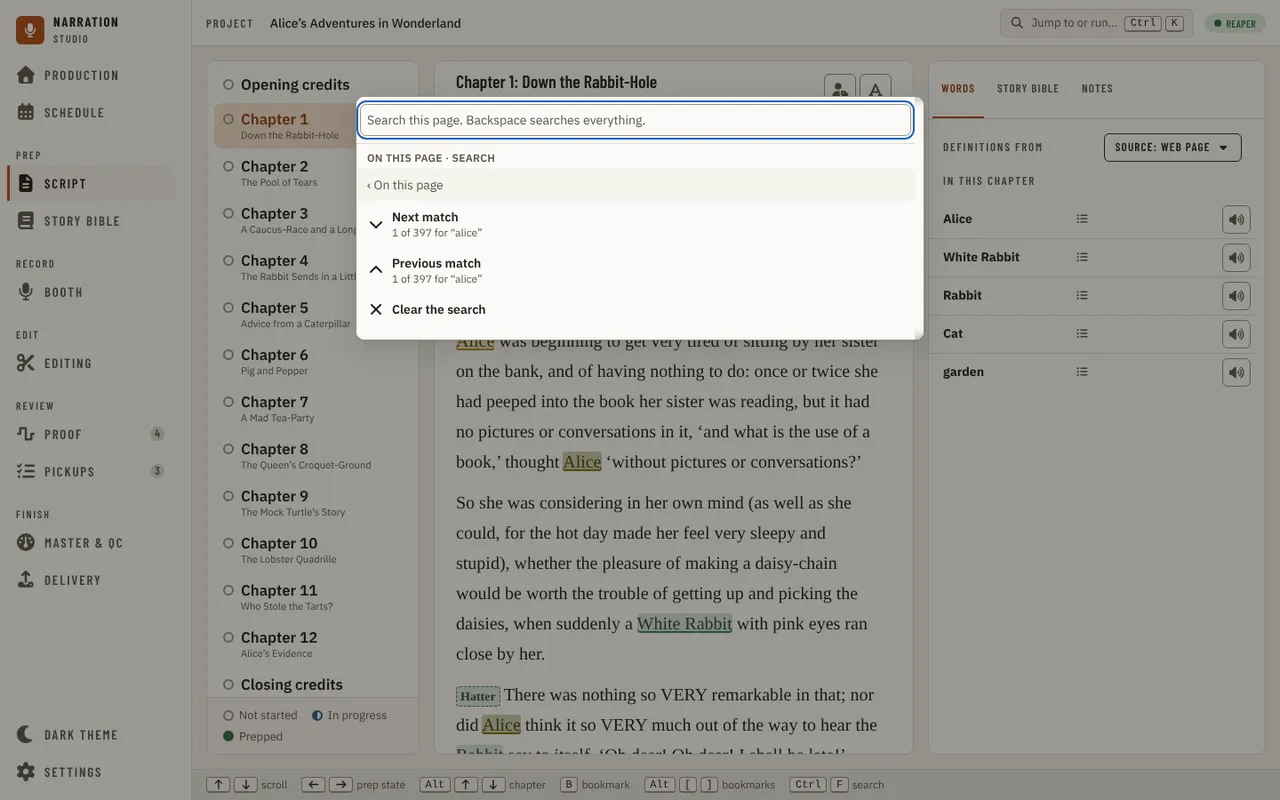 NARRATION
STUDIO
PRODUCTION
SCHEDULE
PREP
SCRIPT
STORY BIBLE
RECORD
BOOTH
EDIT
EDITING
REVIEW
PROOF 4
PICKUPS 3
FINISH
MASTER & QC
DELIVERY
DARK THEME
SETTINGS
PROJECT Alice’s Adventures in Wonderland
Jump to or run... Ctrl K
REAPER
Opening credits
Chapter 1
Down the Rabbit-Hole
Chapter 2
The Pool of Tears
Chapter 3
A Caucus-Race and a Long
Chapter 4
The Rabbit Sends in a
Chapter 5
Advice from a Caterpillar
Chapter 6
Pig and Pepper
Chapter 7
A Mad Tea-Party
Chapter 8
The Queen’s Croquet-Ground
Chapter 9
The Mock Turtle’s Story
Chapter 10
The Lobster Quadrille
Chapter 11
Who Stole the Tarts?
Chapter 12
Alice’s Evidence
Closing credits
Not started In progress
Prepped
Chapter 1: Down the Rabbit-Hole
A
Search this page. Backspace searches everything.
ON THIS PAGE · SEARCH
‹ On this page
Next match
1 of 397 for “alice”
Previous match
1 of 397 for “alice”
Clear the search
Alice was beginning to get very tired of sitting by her sister
on the bank, and of having nothing to do: once or twice she
had peeped into the book her sister was reading, but it had
no pictures or conversations in it, ‘and what is the use of a
book,’ thought Alice ‘without pictures or conversations?’
So she was considering in her own mind (as well as she
could, for the hot day made her feel very sleepy and
stupid), whether the pleasure of making a daisy-chain
would be worth the trouble of getting up and picking the
daisies, when suddenly a White Rabbit with pink eyes ran
close by her.
Hatter There was nothing so VERY remarkable in that; nor
did Alice think it so VERY much out of the way to hear the
Rabbit say to itself, ‘Oh dear! Oh dear! I shall be late!’
WORDS STORY BIBLE NOTES
DEFINITIONS FROM SOURCE: WEB PAGE
IN THIS CHAPTER
Alice
White Rabbit
Rabbit
Cat
garden
↑ ↓ scroll ← → prep state Alt ↑ ↓ chapter B bookmark Alt [ ] bookmarks Ctrl F search